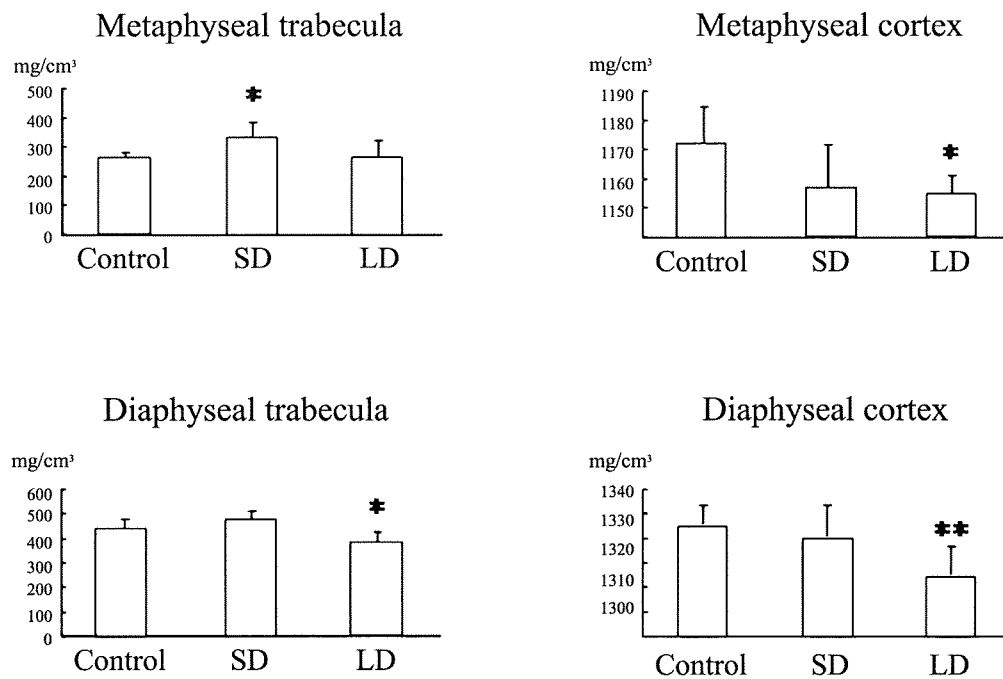 Metaphyseal trabecula
mg/cm³
500
400
300
200
100
0
*
Control SD LD
Metaphyseal cortex
mg/cm³
1190
1180
1170
1160
1150
*
Control SD LD
Diaphyseal trabecula
mg/cm³
600
500
400
300
200
100
0
*
Control SD LD
Diaphyseal cortex
mg/cm³
1340
1330
1320
1310
1300
**
Control SD LD